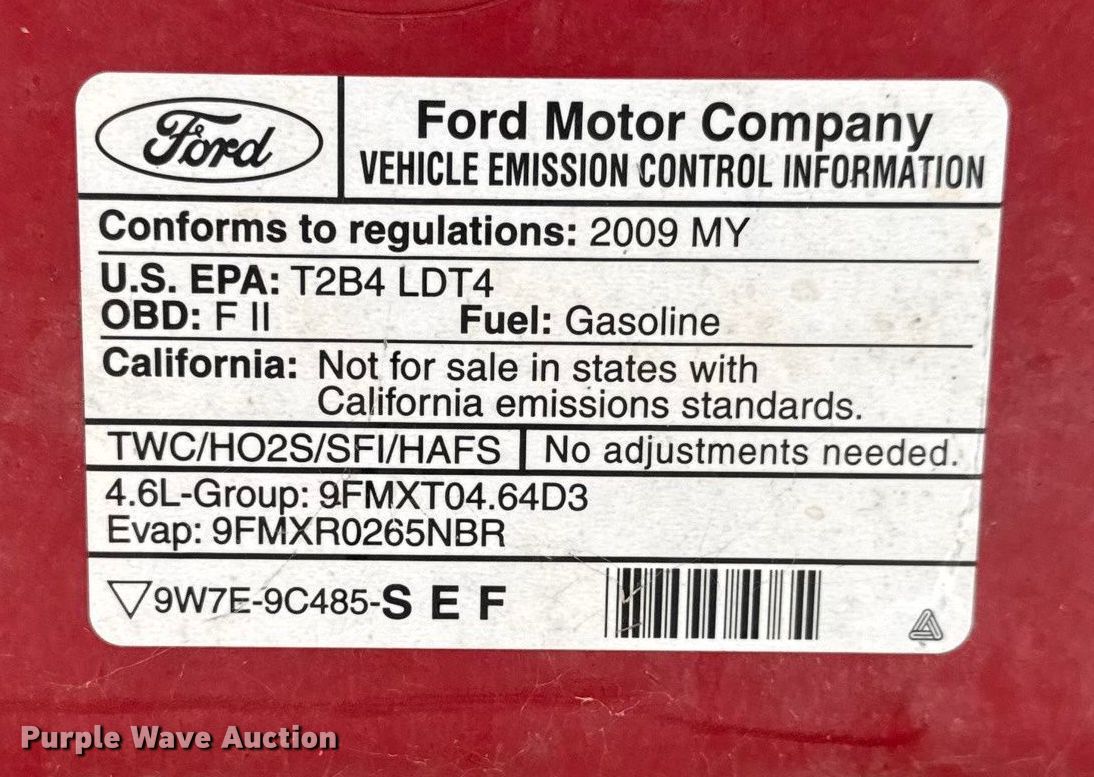 Ford
Ford Motor Company
VEHICLE EMISSION CONTROL INFORMATION
Conforms to regulations: 2009 MY
U.S. EPA: T2B4 LDT4
OBD: F II Fuel: Gasoline
California: Not for sale in states with
California emissions standards.
TWC/HO2S/SFI/HAFS No adjustments needed.
4.6L-Group: 9FMXT04.64D3
Evap: 9FMXR0265NBR
▽9W7E-9C485-S E F
Purple Wave Auction